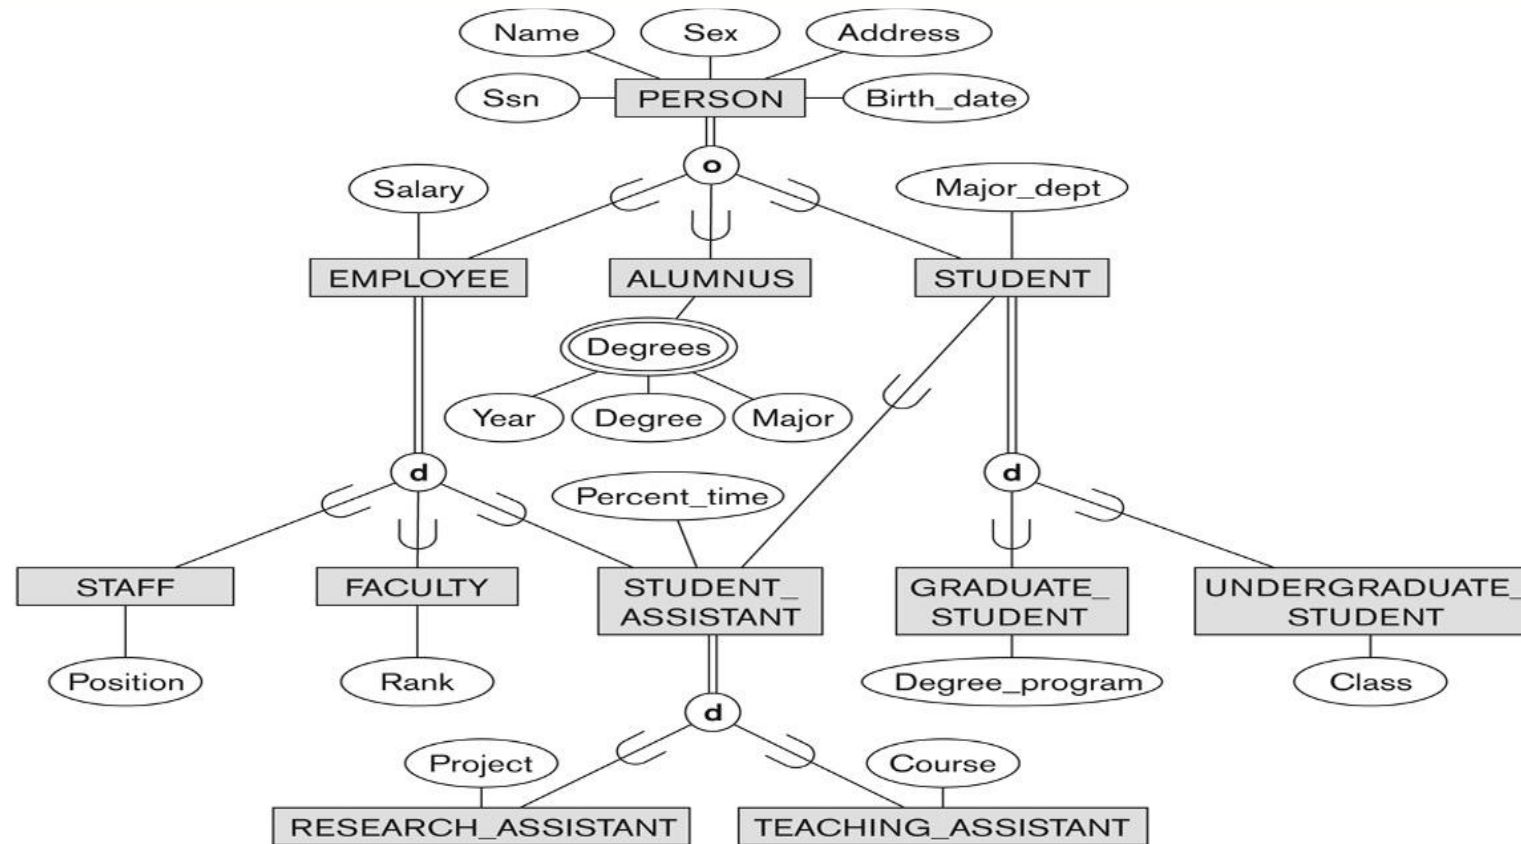 Name
Sex
Address
Ssn
PERSON
Birth_date
o
Salary
Major_dept
EMPLOYEE
ALUMNUS
STUDENT
Degrees
Year
Degree
Major
d
d
Percent_time
STAFF
FACULTY
STUDENT_
ASSISTANT
GRADUATE_
STUDENT
UNDERGRADUATE_
STUDENT
Position
Rank
Degree_program
Class
d
Project
Course
RESEARCH_ASSISTANT
TEACHING_ASSISTANT